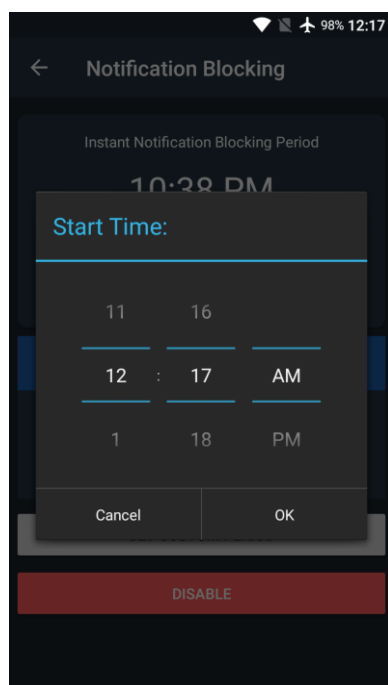 98% 12:17
Notification Blocking
Instant Notification Blocking Period
10:38 PM
Start Time:
11 16
12 : 17 AM
1 18 PM
Cancel OK
DISABLE